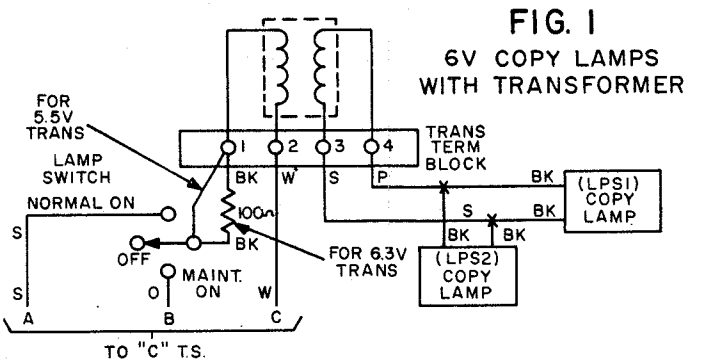 FIG. 1
6V COPY LAMPS
WITH TRANSFORMER
FOR
5.5V
TRANS
LAMP
SWITCH
NORMAL ON
1 2 3 4
TRANS
TERM
BLOCK
BK W S P
100Ω
BK
FOR 6.3V
TRANS
BK
(LPS1)
COPY
LAMP
S BK
BK BK
(LPS2)
COPY
LAMP
S
OFF
MAINT.
ON
S O W
A B C
TO "C" T.S.